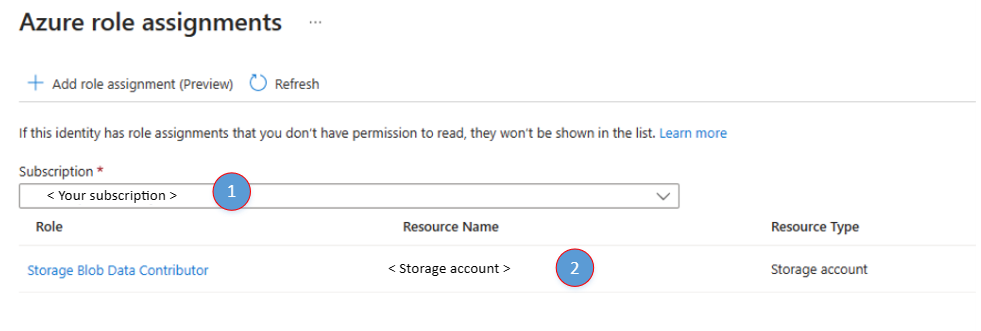 Azure role assignments ...
+ Add role assignment (Preview) Refresh
If this identity has role assignments that you don't have permission to read, they won't be shown in the list. Learn more
Subscription *
< Your subscription > 1
Role Resource Name Resource Type
Storage Blob Data Contributor < Storage account > 2 Storage account